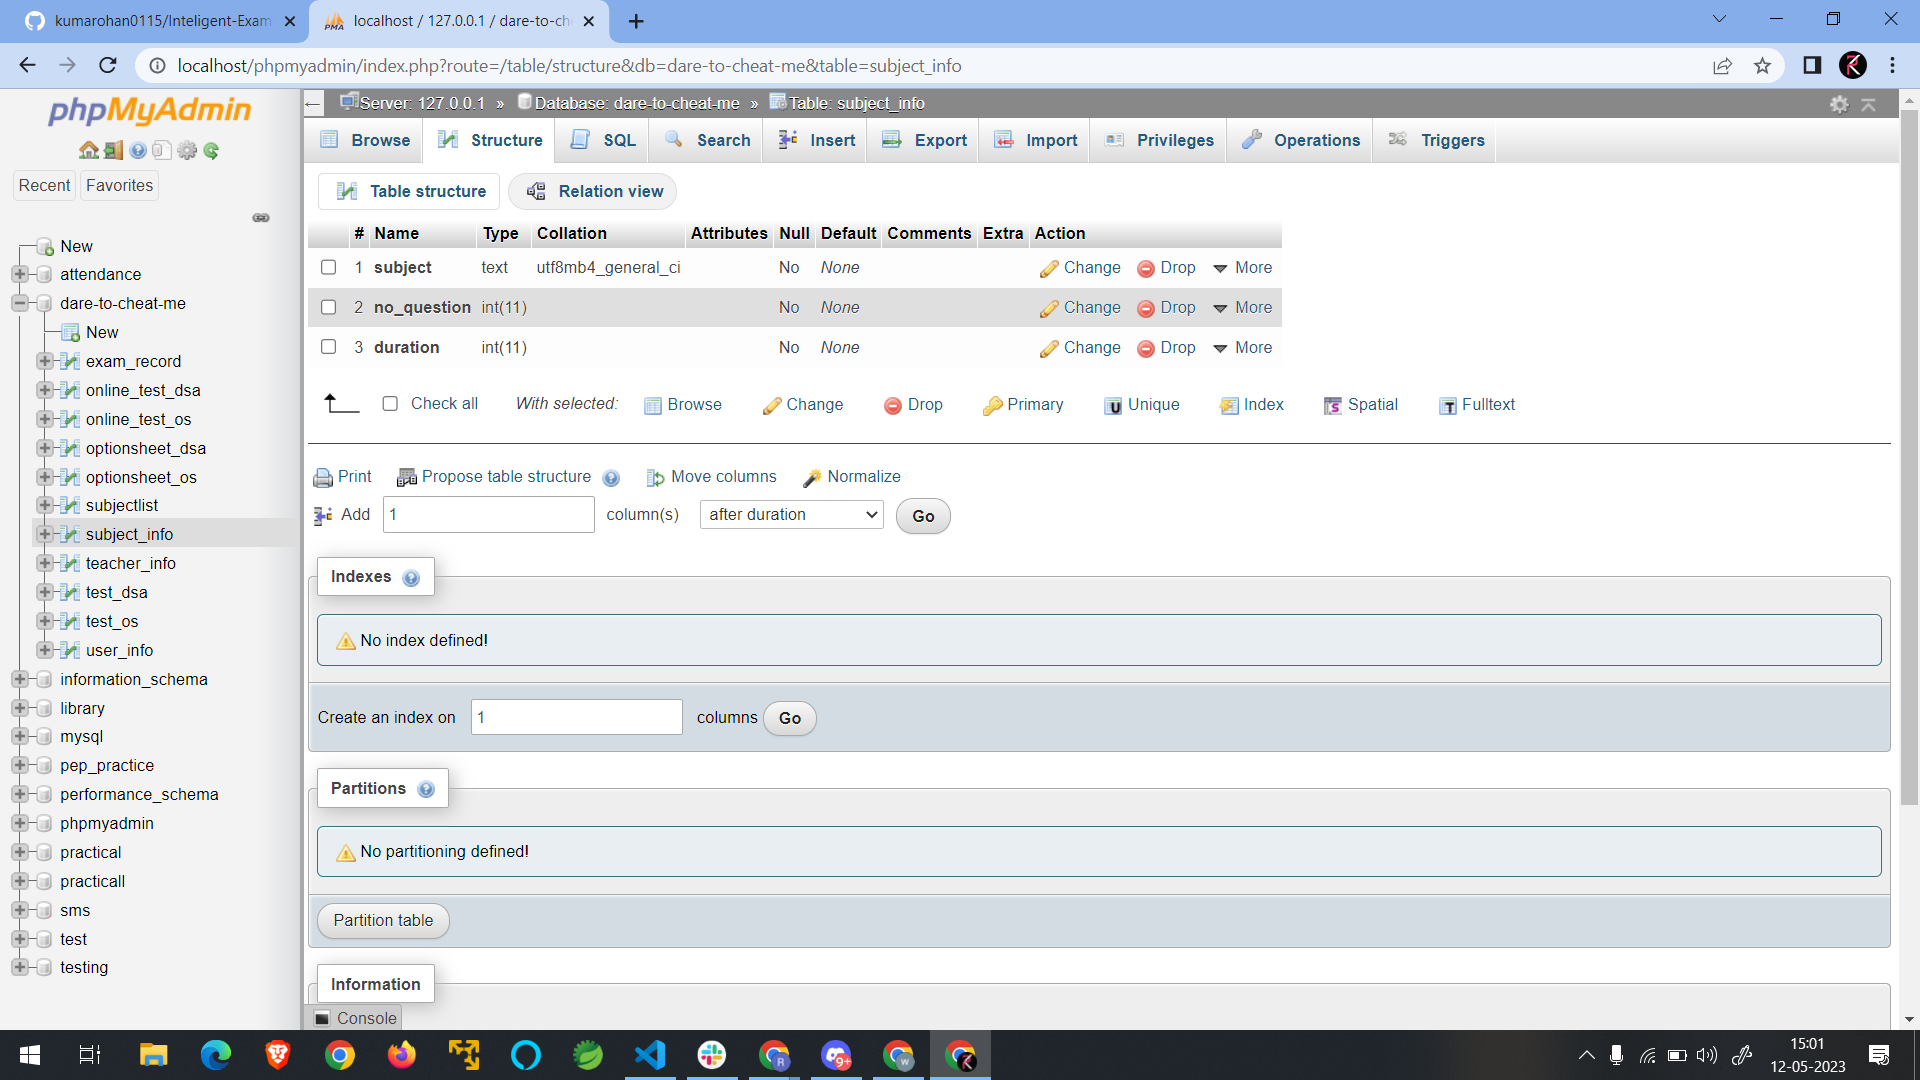 kumarohan0115/Inteligent-Exam
localhost / 127.0.0.1 / dare-to-ch
localhost/phpmyadmin/index.php?route=/table/structure&db=dare-to-cheat-me&table=subject_info
phpMyAdmin
Recent Favorites
New
attendance
dare-to-cheat-me
New
exam_record
online_test_dsa
online_test_os
optionsheet_dsa
optionsheet_os
subjectlist
subject_info
teacher_info
test_dsa
test_os
user_info
information_schema
library
mysql
pep_practice
performance_schema
phpmyadmin
practical
practicall
sms
test
testing
Server: 127.0.0.1 » Database: dare-to-cheat-me » Table: subject_info
Browse Structure SQL Search Insert Export Import Privileges Operations Triggers
Table structure Relation view
# Name Type Collation Attributes Null Default Comments Extra Action
1 subject text utf8mb4_general_ci No None Change Drop More
2 no_question int(11) No None Change Drop More
3 duration int(11) No None Change Drop More
Check all With selected: Browse Change Drop Primary Unique Index Spatial Fulltext
Print Propose table structure Move columns Normalize
Add 1 column(s) after duration Go
Indexes
No index defined!
Create an index on 1 columns Go
Partitions
No partitioning defined!
Partition table
Information
Console
9+
15:01
12-05-2023